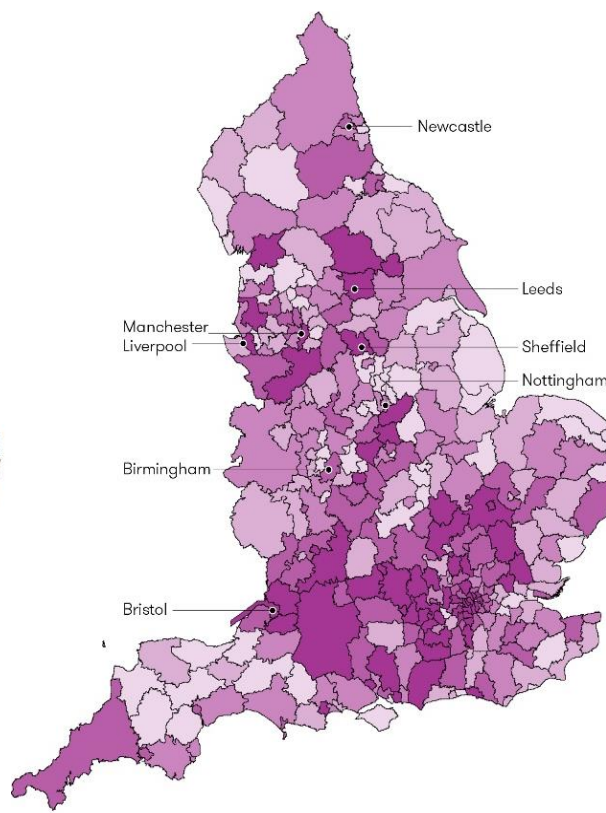 Newcastle
Leeds
Manchester
Liverpool
Sheffield
Nottingham
Birmingham
Bristol